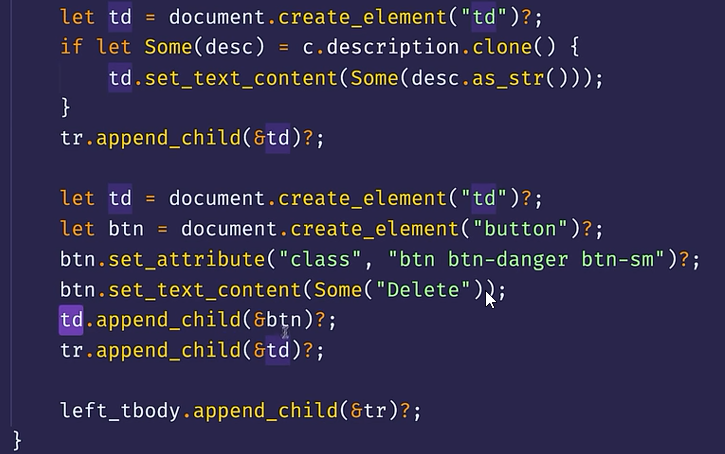 let td = document.create_element("td")?;
if let Some(desc) = c.description.clone() {
td.set_text_content(Some(desc.as_str()));
}
tr.append_child(&td)?;
let td = document.create_element("td")?;
let btn = document.create_element("button")?;
btn.set_attribute("class", "btn btn-danger btn-sm")?;
btn.set_text_content(Some("Delete"));
td.append_child(&btn)?;
tr.append_child(&td)?;
left_tbody.append_child(&tr)?;
}